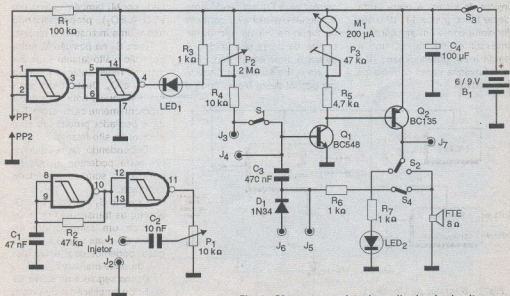 R1
100 kΩ
S3
14
M1
200 µA
R3
1 kΩ
P2
2 MΩ
P3
47 kΩ
C4
100 µF
+
6 / 9 V
B1
1
2
3
5
6
4
7
LED1
R4
10 kΩ
R5
4,7 kΩ
Q2
BC135
PP1
PP2
S1
J3
J4
Q1
BC548
J7
S2
C3
470 nF
S4
8
9
10
12
13
11
D1
1N34
R6
1 kΩ
R7
1 kΩ
FTE
8 Ω
C1
47 nF
R2
47 kΩ
C2
10 nF
J1
Injetor
J2
P1
10 kΩ
J6
J5
LED2